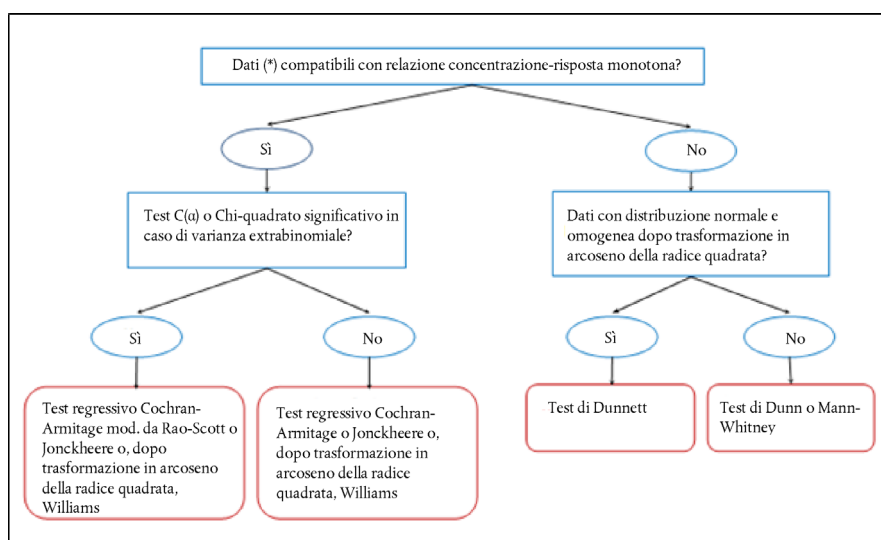 Dati (*) compatibili con relazione concentrazione-risposta monotona?
Sì
No
Test C(α) o Chi-quadrato significativo in
caso di varianza extrabinomiale?
Dati con distribuzione normale e
omogenea dopo trasformazione in
arcoseno della radice quadrata?
Sì
No
Sì
No
Test regressivo Cochran-
Armitage mod. da Rao-Scott o
Jonckheere o, dopo
trasformazione in arcoseno
della radice quadrata,
Williams
Test regressivo Cochran-
Armitage o Jonckheere o,
dopo trasformazione in
arcoseno della radice
quadrata, Williams
Test di Dunnett
Test di Dunn o Mann-
Whitney